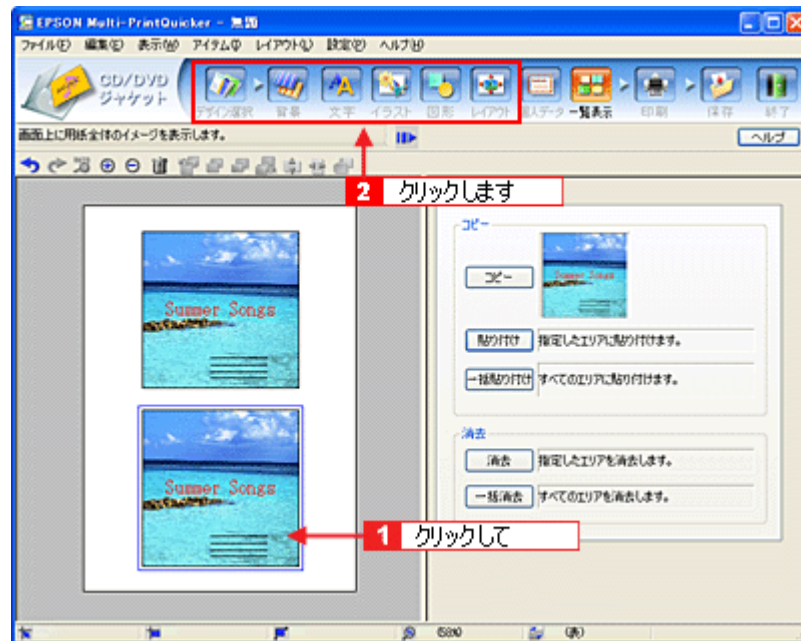 EPSON Multi-PrintQuicker - 無題
ファイル(F) 編集(E) 表示(W) アイテム(I) レイアウト(L) 設定(P) ヘルプ(H)
CD/DVD
ジャケット
デザイン選択 背景 文字 イラスト 図形 レイアウト 個人データ 一覧表示 印刷 保存 終了
画面上に用紙全体のイメージを表示します。
ヘルプ
2 クリックします
コピー
コピー
Summer Songs
Summer Songs
貼り付け 指定したエリアに貼り付けます。
一括貼り付け すべてのエリアに貼り付けます。
消去
消去 指定したエリアを消去します。
Summer Songs
一括消去 すべてのエリアを消去します。
1 クリックして
(表)